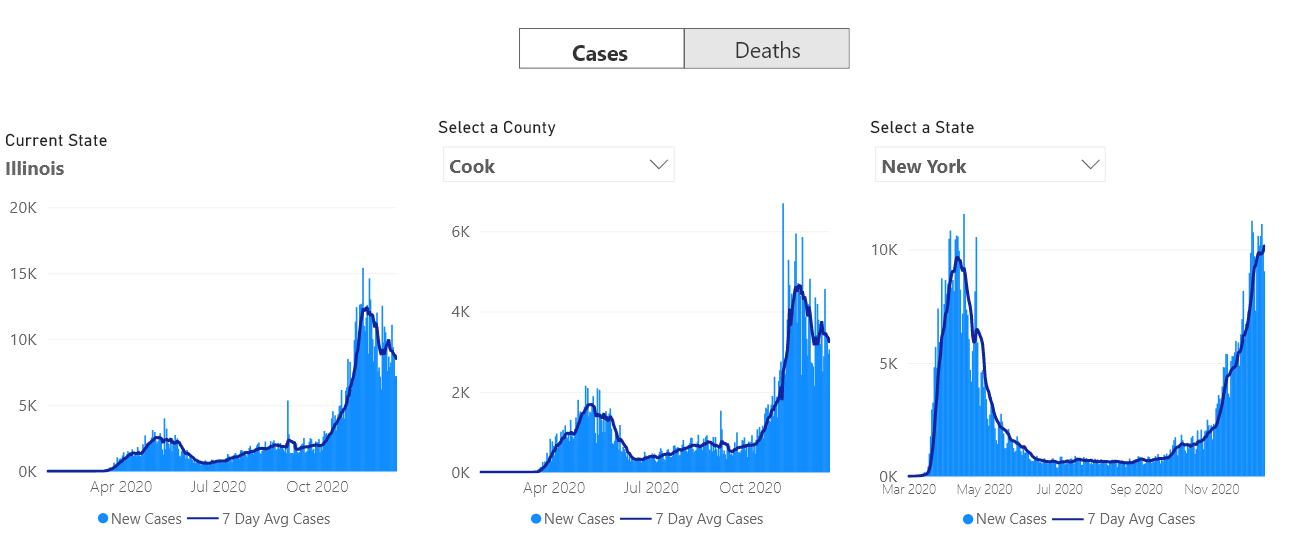 Cases Deaths
Current State
Illinois
20K
15K
10K
5K
0K
Apr 2020 Jul 2020 Oct 2020
New Cases 7 Day Avg Cases
Select a County
Cook
6K
4K
2K
0K
Apr 2020 Jul 2020 Oct 2020
New Cases 7 Day Avg Cases
Select a State
New York
10K
5K
0K
Mar 2020 May 2020 Jul 2020 Sep 2020 Nov 2020
New Cases 7 Day Avg Cases